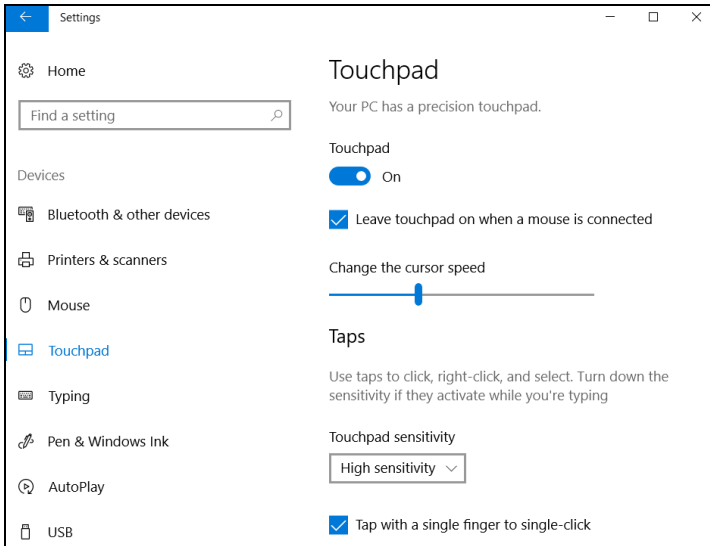 Settings
Home
Find a setting
Devices
Bluetooth & other devices
Printers & scanners
Mouse
Touchpad
Typing
Pen & Windows Ink
AutoPlay
USB
Touchpad
Your PC has a precision touchpad.
Touchpad
On
Leave touchpad on when a mouse is connected
Change the cursor speed
Taps
Use taps to click, right-click, and select. Turn down the
sensitivity if they activate while you're typing
Touchpad sensitivity
High sensitivity
Tap with a single finger to single-click